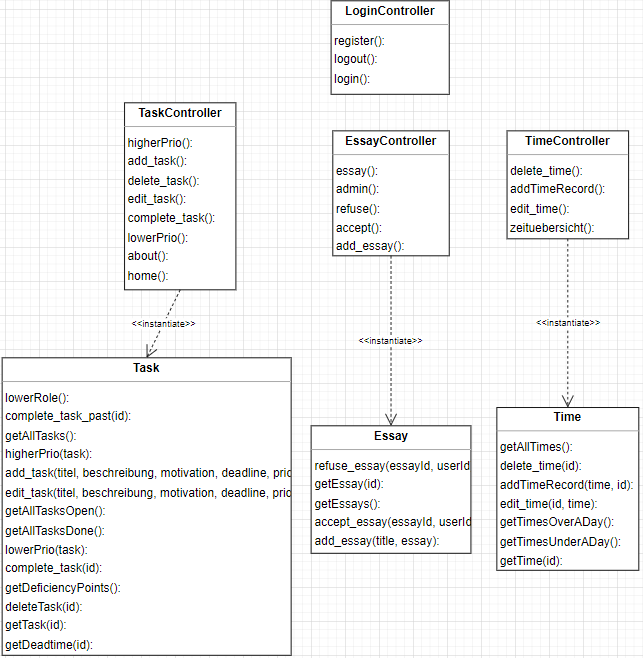 LoginController
register():
logout():
login():
TaskController
higherPrio():
add_task():
delete_task():
edit_task():
complete_task():
lowerPrio():
about():
home():
EssayController
essay():
admin():
refuse():
accept():
add_essay():
TimeController
delete_time():
addTimeRecord():
edit_time():
zeituebersicht():
<<instantiate>>
<<instantiate>>
<<instantiate>>
Task
lowerRole():
complete_task_past(id):
getAllTasks():
higherPrio(task):
add_task(titel, beschreibung, motivation, deadline, pric
edit_task(titel, beschreibung, motivation, deadline, pric
getAllTasksOpen():
getAllTasksDone():
lowerPrio(task):
complete_task(id):
getDeficiencyPoints():
deleteTask(id):
getTask(id):
getDeadtime(id):
Essay
refuse_essay(essayId, userId
getEssay(id):
getEssays():
accept_essay(essayId, userId
add_essay(title, essay):
Time
getAllTimes():
delete_time(id):
addTimeRecord(time, id):
edit_time(id, time):
getTimesOverADay():
getTimesUnderADay():
getTime(id):